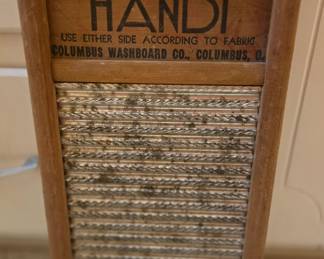 HANDI
USE EITHER SIDE ACCORDING TO FABRIC
COLUMBUS WASHBOARD CO., COLUMBUS, O.